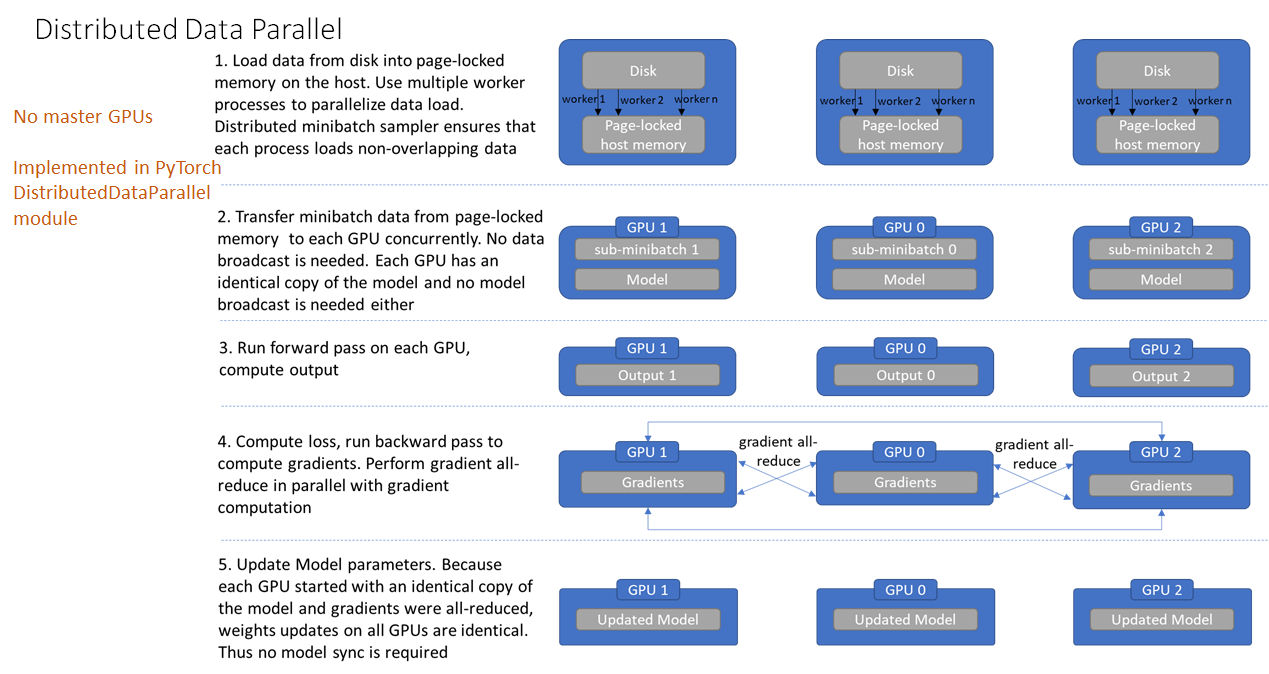 Distributed Data Parallel
No master GPUs
Implemented in PyTorch
DistributedDataParallel
module
1. Load data from disk into page-locked
memory on the host. Use multiple worker
processes to parallelize data load.
Distributed minibatch sampler ensures that
each process loads non-overlapping data
Disk
worker 1
worker 2
worker n
Page-locked
host memory
Disk
worker 1
worker 2
worker n
Page-locked
host memory
Disk
worker 1
worker 2
worker n
Page-locked
host memory
2. Transfer minibatch data from page-locked
memory to each GPU concurrently. No data
broadcast is needed. Each GPU has an
identical copy of the model and no model
broadcast is needed either
GPU 1
sub-minibatch 1
Model
GPU 0
sub-minibatch 0
Model
GPU 2
sub-minibatch 2
Model
3. Run forward pass on each GPU,
compute output
GPU 1
Output 1
GPU 0
Output 0
GPU 2
Output 2
4. Compute loss, run backward pass to
compute gradients. Perform gradient all-
reduce in parallel with gradient
computation
GPU 1
Gradients
gradient all-
reduce
GPU 0
Gradients
gradient all-
reduce
GPU 2
Gradients
5. Update Model parameters. Because
each GPU started with an identical copy of
the model and gradients were all-reduced,
weights updates on all GPUs are identical.
Thus no model sync is required
GPU 1
Updated Model
GPU 0
Updated Model
GPU 2
Updated Model